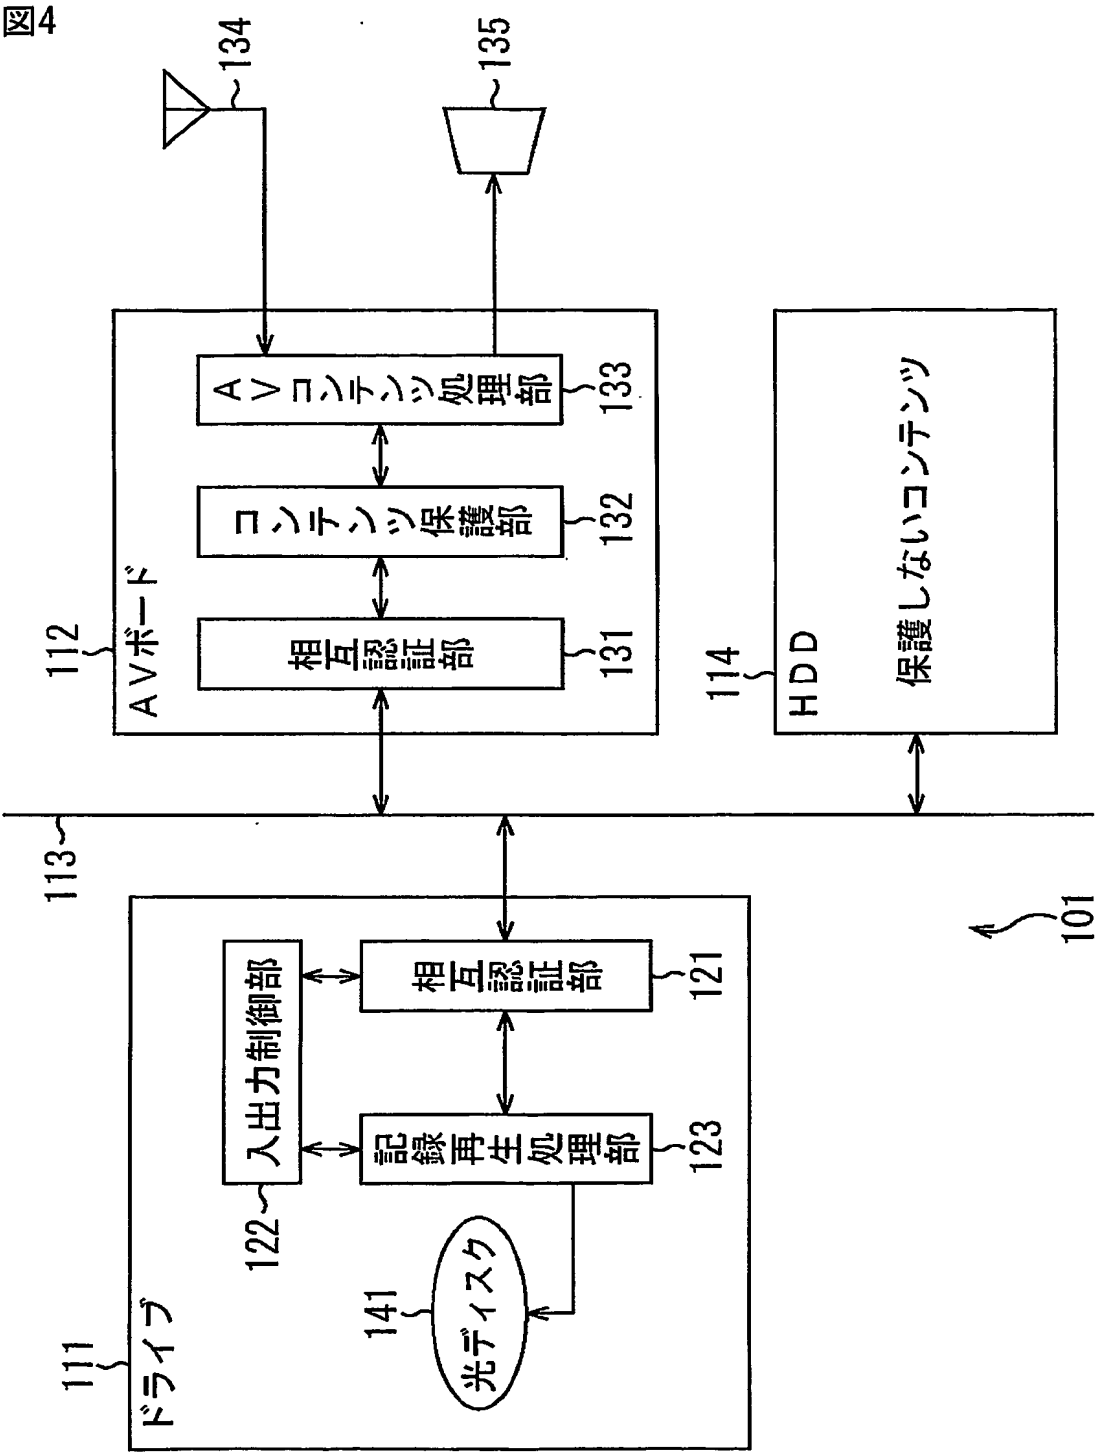 図4
111
ドライブ
141
光ディスク
122
入出力制御部
記録再生処理部
123
相互認証部
121
113
101
112
AVボード
相互認証部
131
コンテンツ保護部
132
AVコンテンツ処理部
133
134
135
114
HDD
保護しないコンテンツ